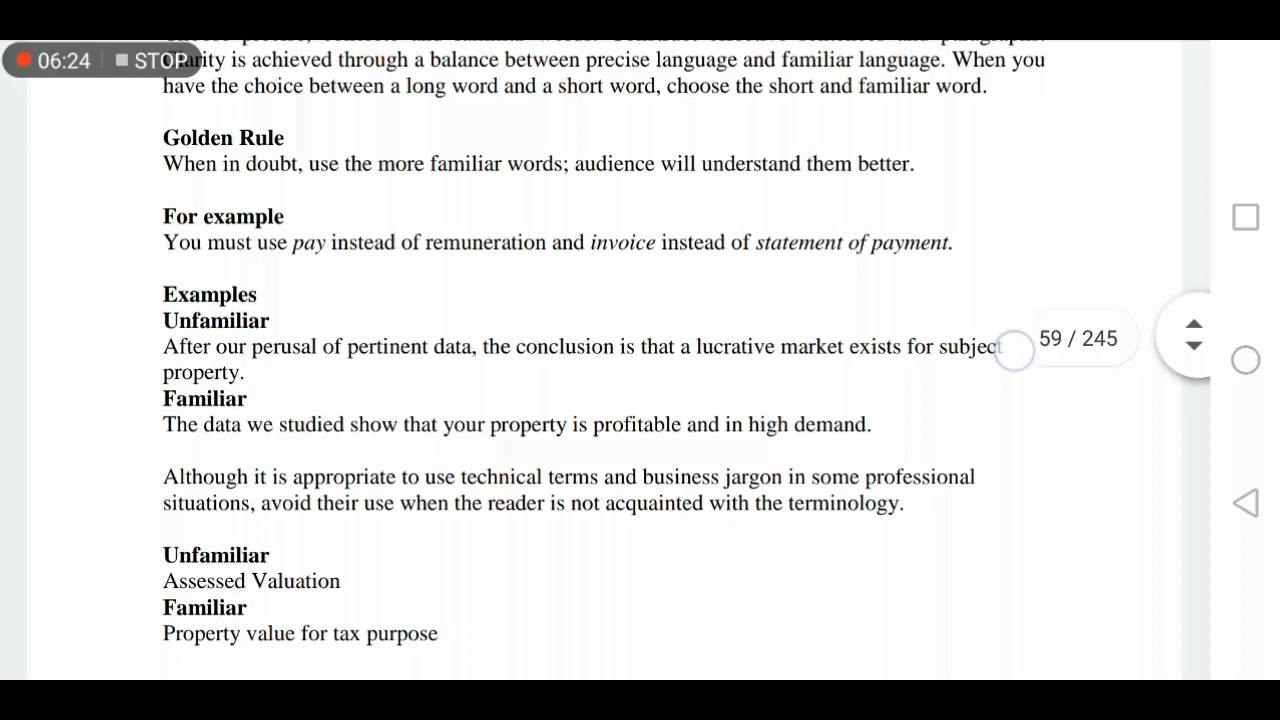 06:24 STOP
Clarity is achieved through a balance between precise language and familiar language. When you
have the choice between a long word and a short word, choose the short and familiar word.
Golden Rule
When in doubt, use the more familiar words; audience will understand them better.
For example
You must use pay instead of remuneration and invoice instead of statement of payment.
Examples
Unfamiliar
After our perusal of pertinent data, the conclusion is that a lucrative market exists for subject
59 / 245
property.
Familiar
The data we studied show that your property is profitable and in high demand.
Although it is appropriate to use technical terms and business jargon in some professional
situations, avoid their use when the reader is not acquainted with the terminology.
Unfamiliar
Assessed Valuation
Familiar
Property value for tax purpose